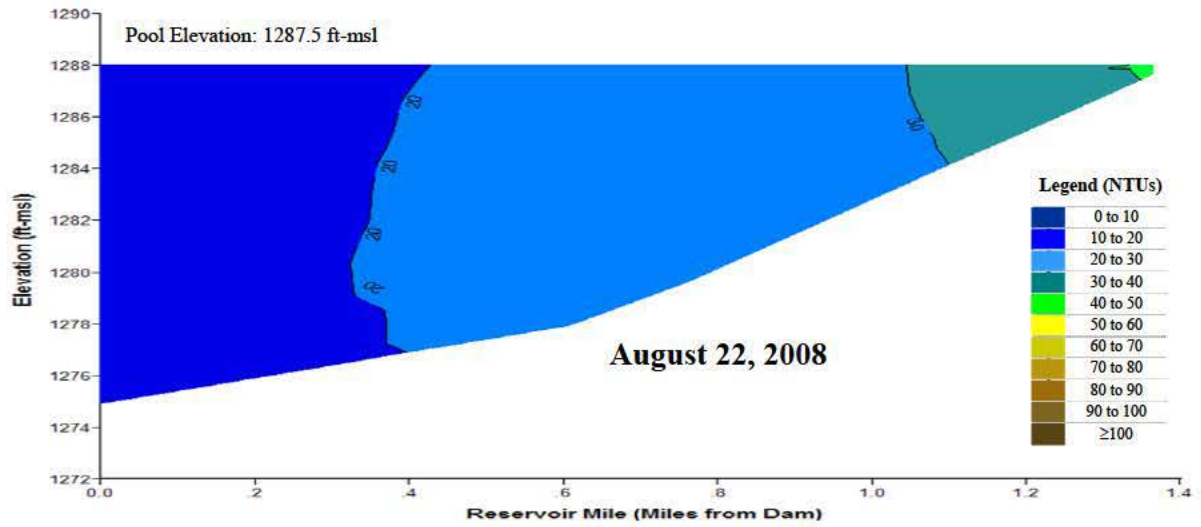 1290
Pool Elevation: 1287.5 ft-msl
1288
1286
1284
1282
1280
1278
1276
1274
1272
Elevation (ft-msl)
20
20
20
20
30
August 22, 2008
Legend (NTUs)
0 to 10
10 to 20
20 to 30
30 to 40
40 to 50
50 to 60
60 to 70
70 to 80
80 to 90
90 to 100
≥100
0.0 .2 .4 .6 .8 1.0 1.2 1.4
Reservoir Mile (Miles from Dam)